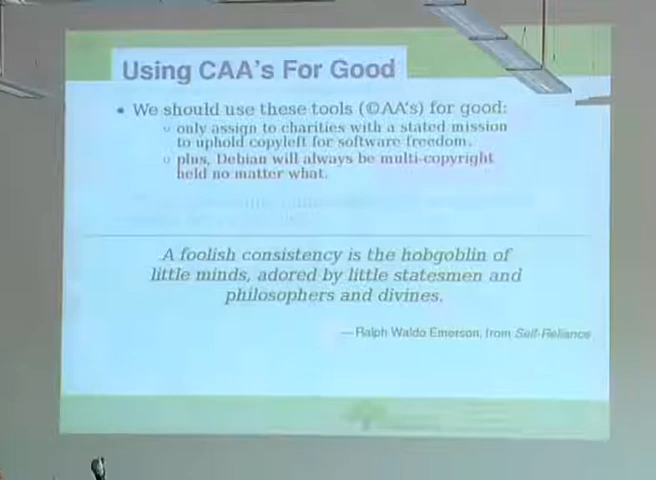 Using CAA's For Good
• We should use these tools (©AA's) for good:
only assign to charities with a stated mission
to uphold copyleft for software freedom.
plus, Debian will always be multi-copyright
held no matter what.
A foolish consistency is the hobgoblin of
little minds, adored by little statesmen and
philosophers and divines.
— Ralph Waldo Emerson, from Self-Reliance